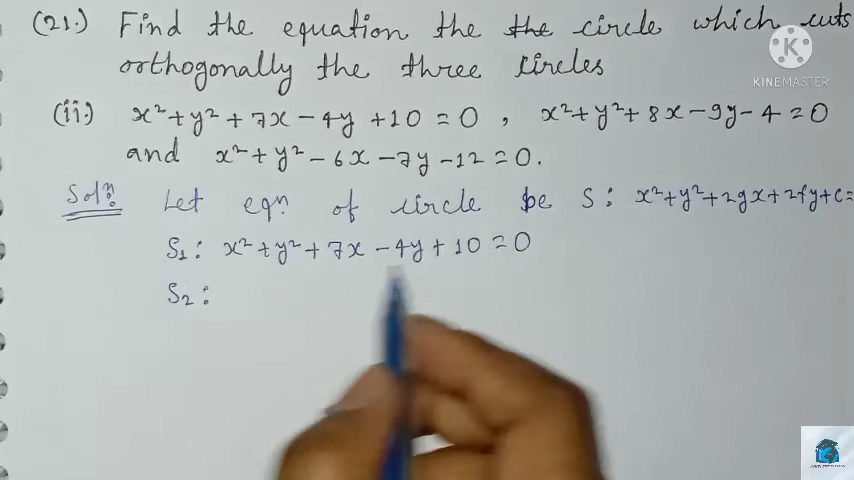 (21.) Find the equation the the circle which cuts
orthogonally the three circles
(ii.) x²+y²+7x-4y+10=0, x²+y²+8x-9y-4=0
and x²+y²-6x-7y-12=0.
Solⁿ: Let eqⁿ of circle be S: x²+y²+2gx+2fy+c=
S₁: x²+y²+7x-4y+10=0
S₂:
K
KINEMASTER